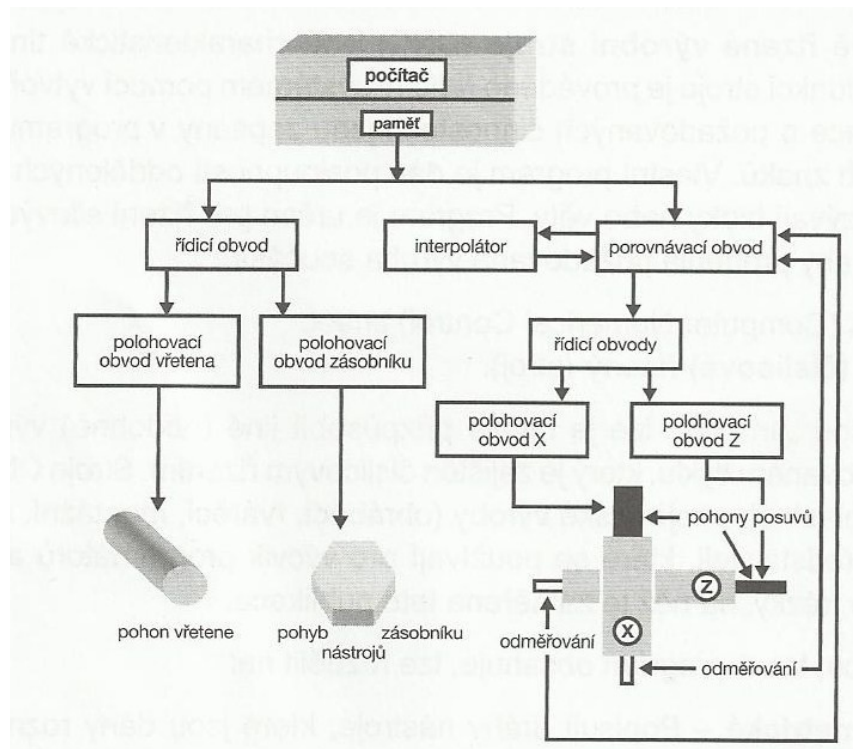 počítač
paměť
řídicí obvod
interpolátor
porovnávací obvod
polohovací
obvod vřetena
polohovací
obvod zásobníku
řídicí obvody
polohovací
obvod X
polohovací
obvod Z
pohony posuvů
Z
X
pohon vřetene
pohyb zásobníku
nástrojů
odměřování
odměřování